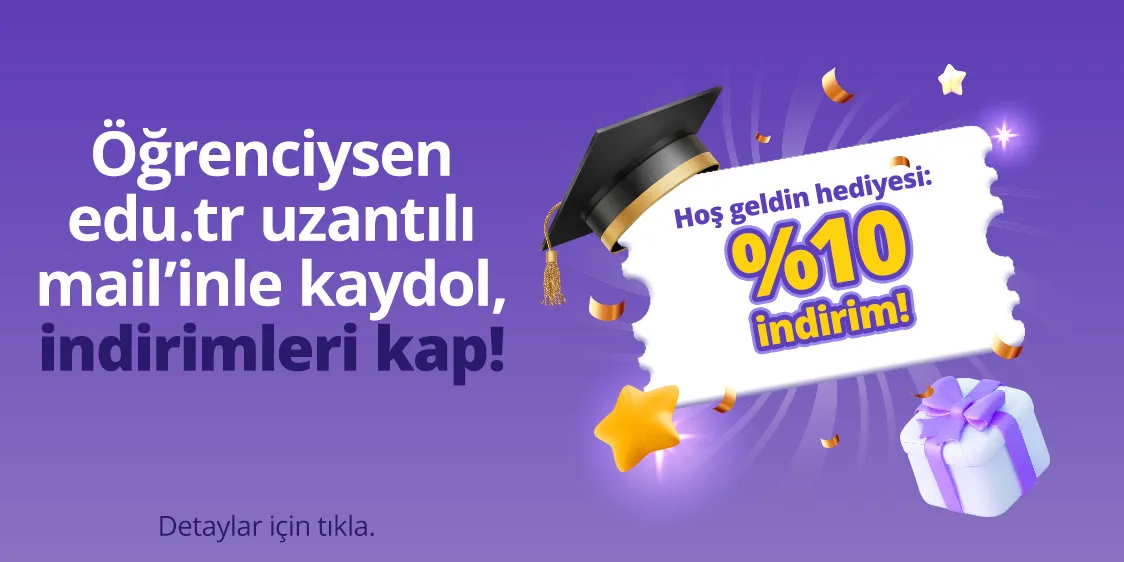 Öğrenciysen
edu.tr uzantılı
mail’inle kaydol,
indirimleri kap!
Detaylar için tıkla.
Hoş geldin hediyesi:
%10
indirim!